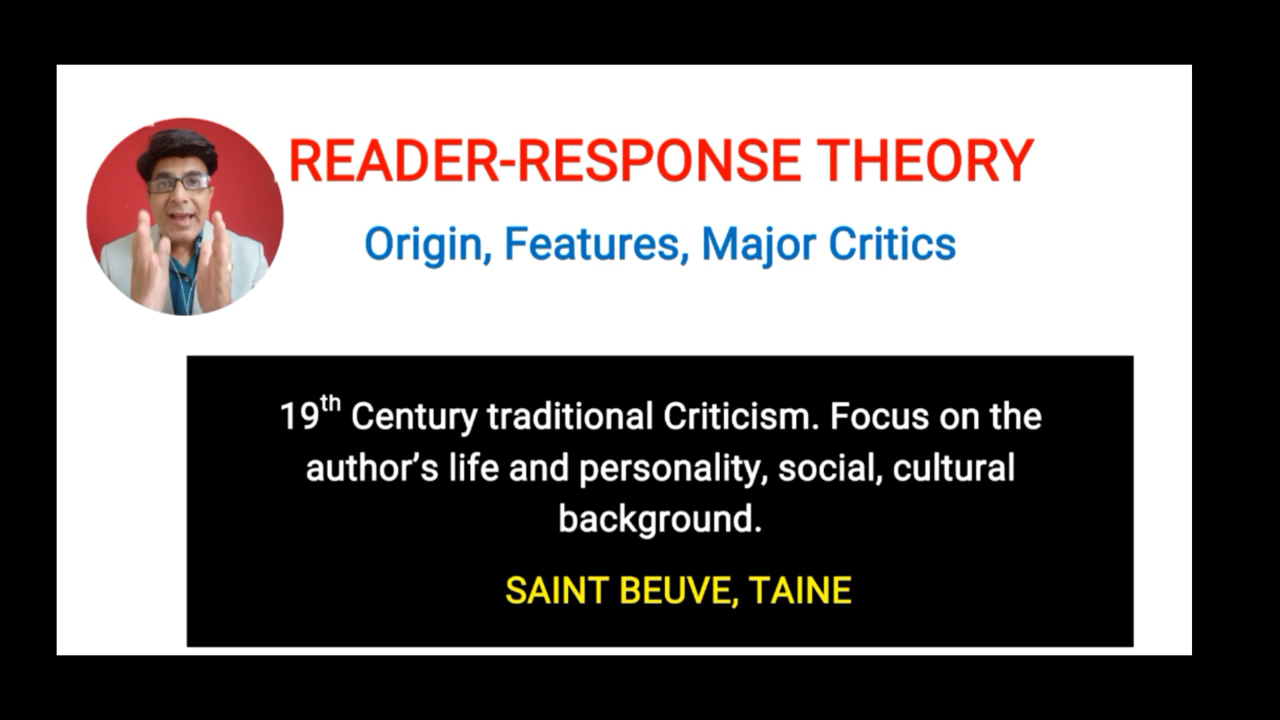 READER-RESPONSE THEORY
Origin, Features, Major Critics
19th Century traditional Criticism. Focus on the
author's life and personality, social, cultural
background.
SAINT BEUVE, TAINE